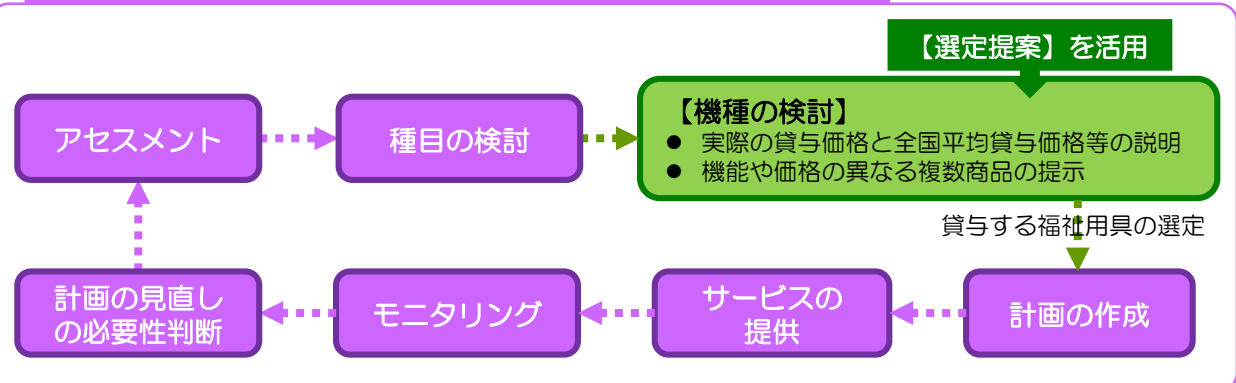 【選定提案】を活用
アセスメント
種目の検討
【機種の検討】
● 実際の貸与価格と全国平均貸与価格等の説明
● 機能や価格の異なる複数商品の提示
貸与する福祉用具の選定
計画の見直し
の必要性判断
モニタリング
サービスの
提供
計画の作成